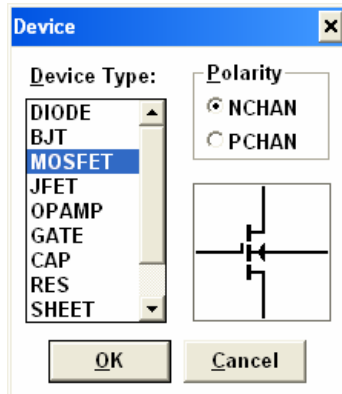 Device
Device Type:
DIODE
BJT
MOSFET
JFET
OPAMP
GATE
CAP
RES
SHEET
Polarity
NCHAN
PCHAN
OK
Cancel